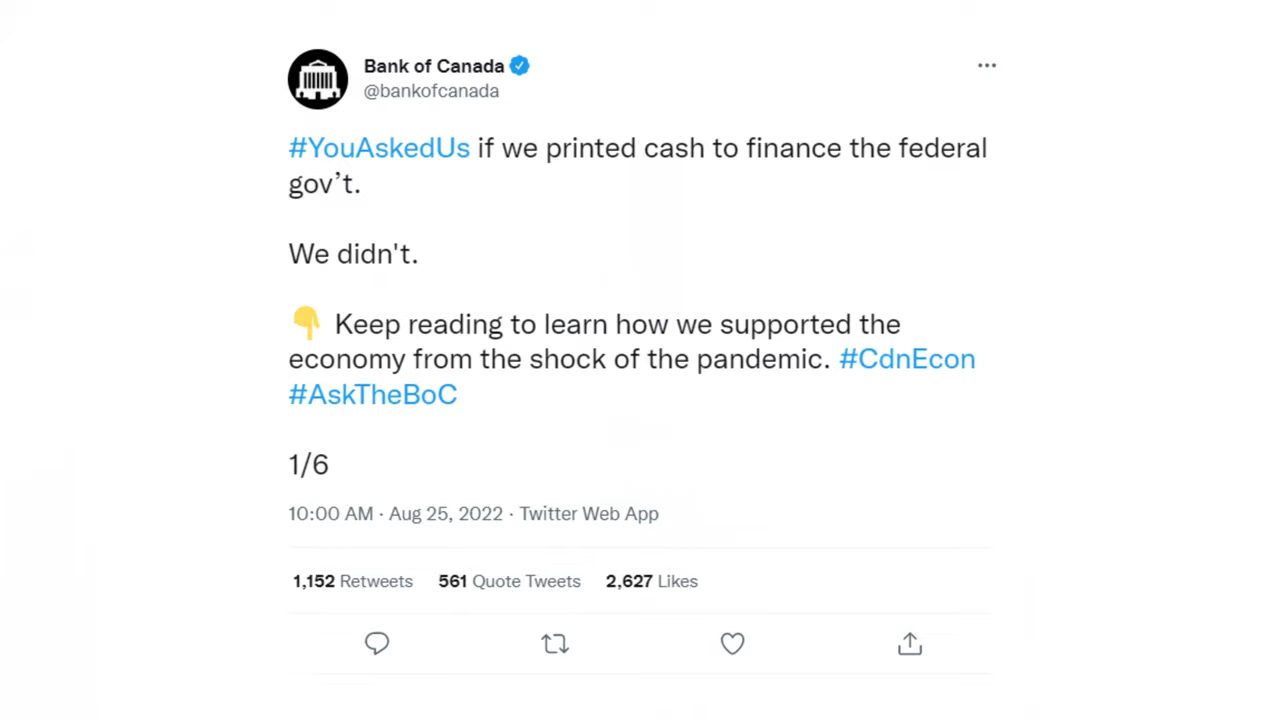 Bank of Canada
@bankofcanada
#YouAskedUs if we printed cash to finance the federal
gov’t.
We didn't.
👇 Keep reading to learn how we supported the
economy from the shock of the pandemic. #CdnEcon
#AskTheBoC
1/6
10:00 AM · Aug 25, 2022 · Twitter Web App
1,152 Retweets 561 Quote Tweets 2,627 Likes